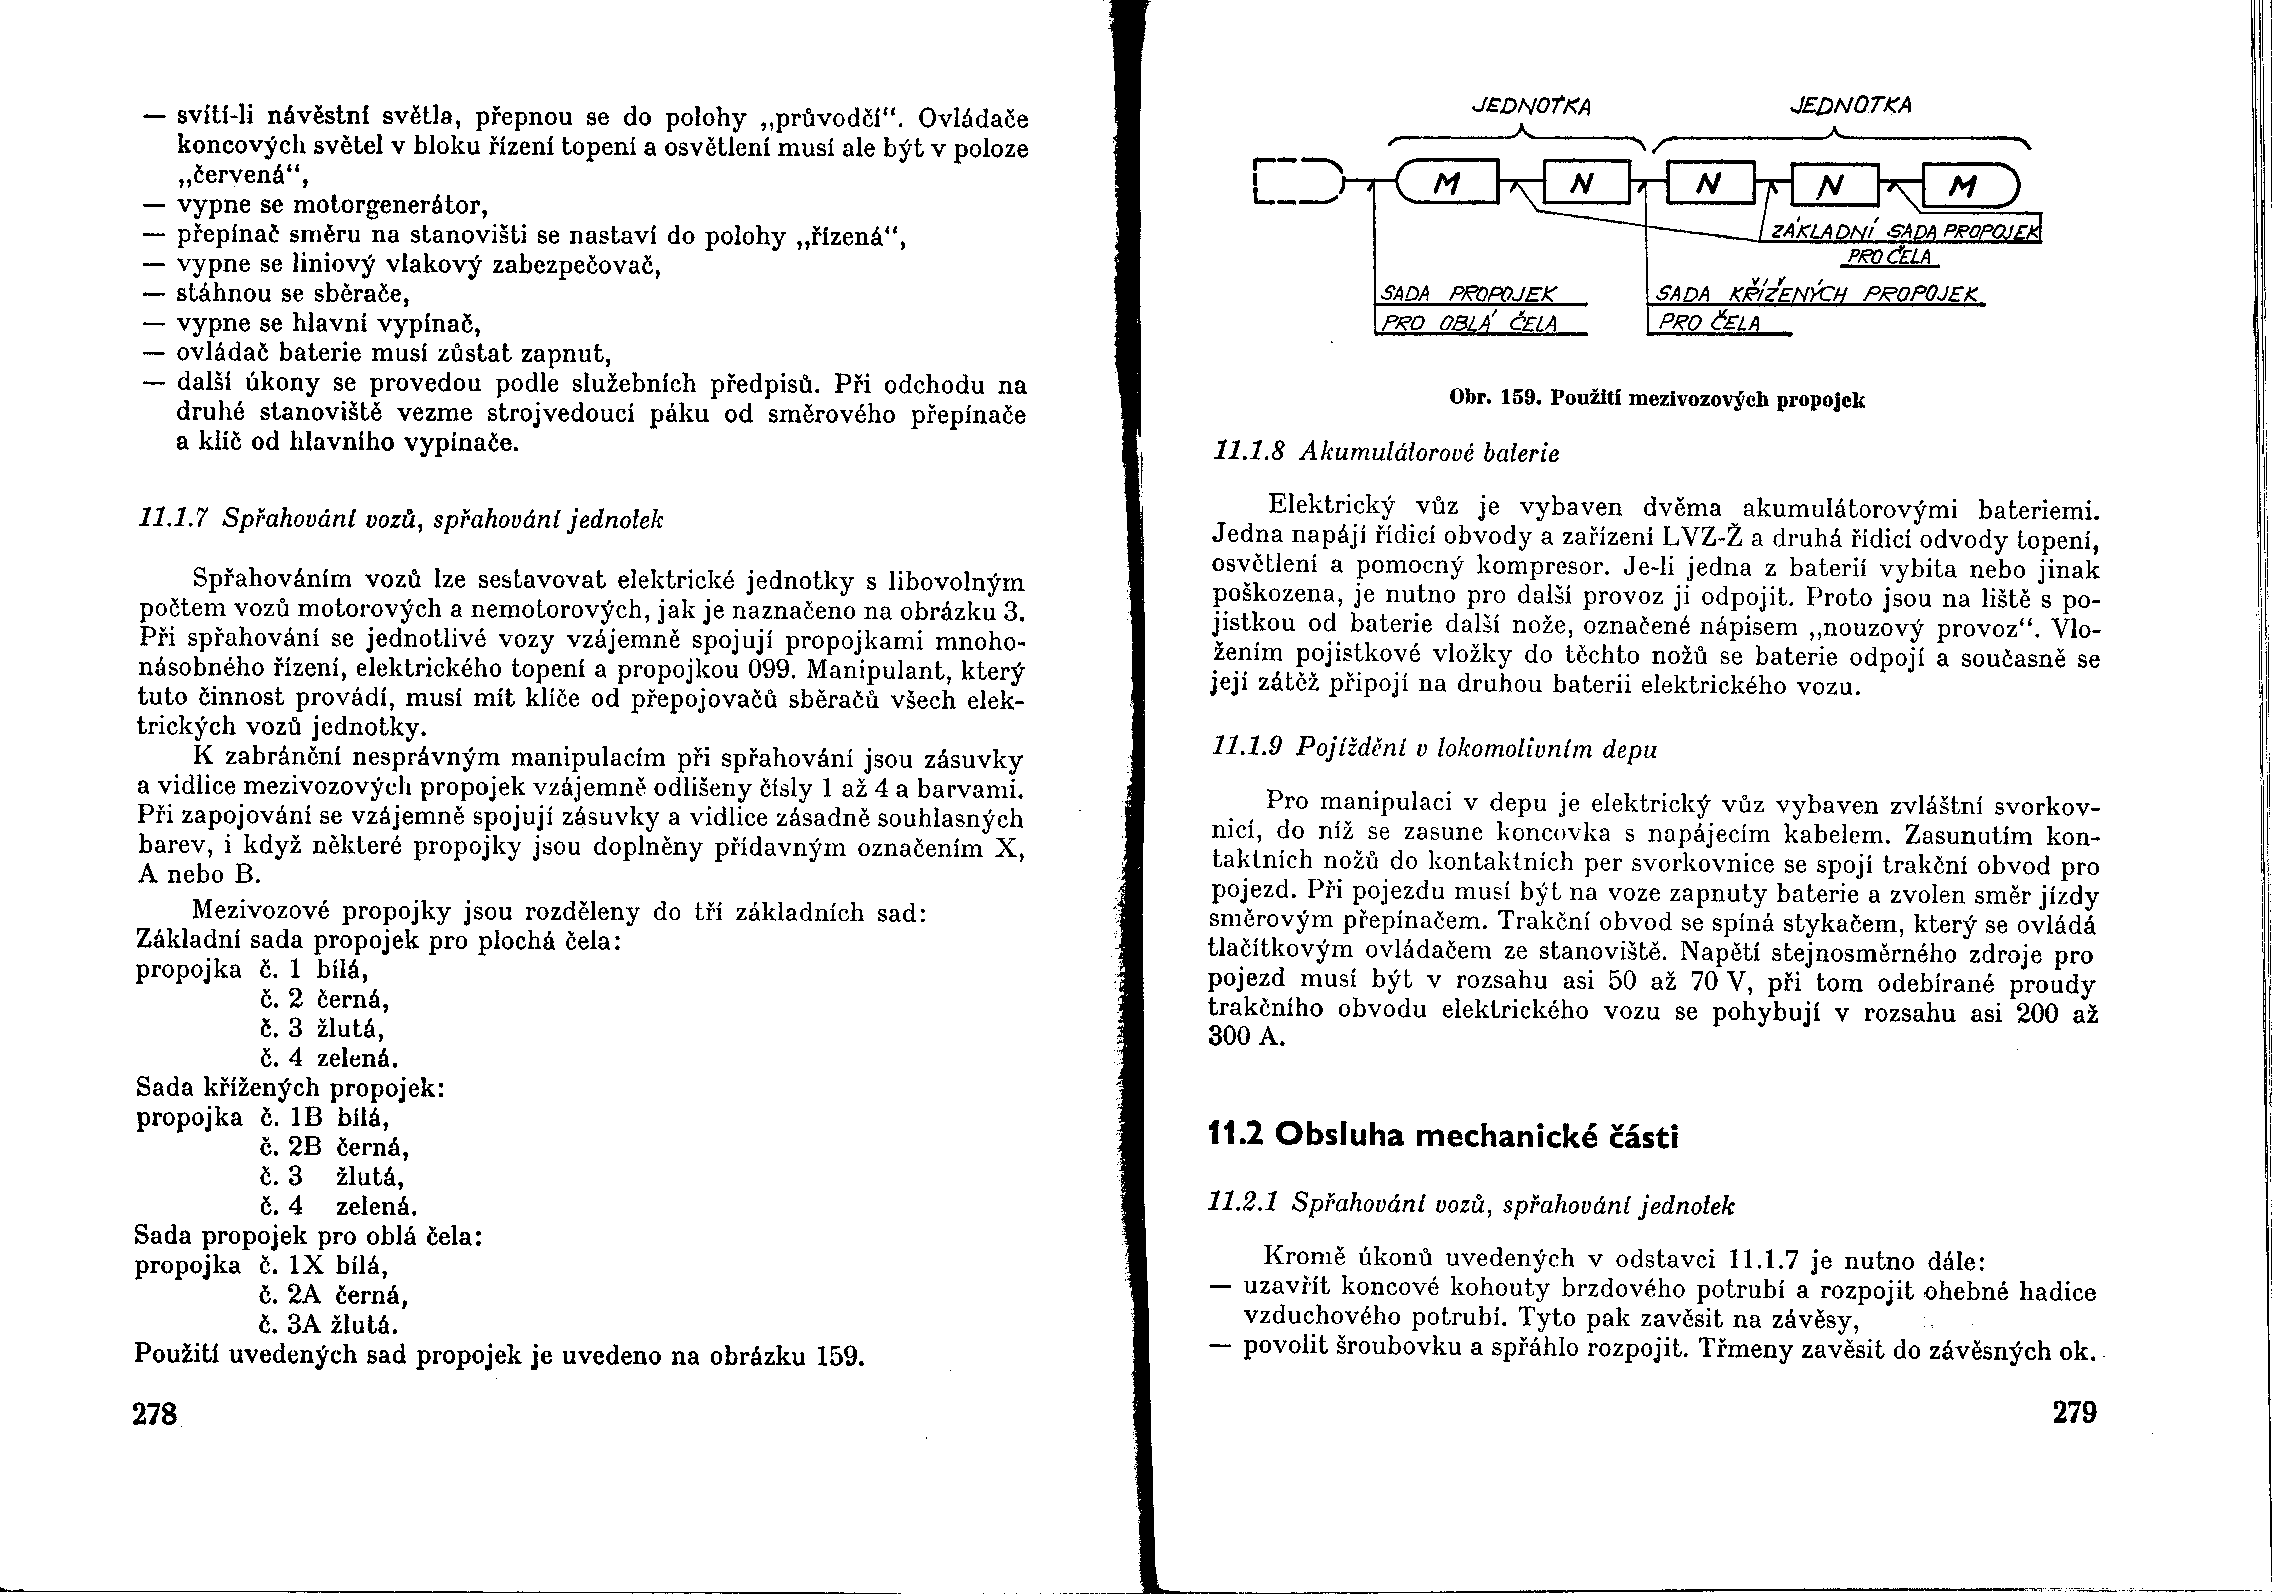 — svítí-li návěstní světla, přepnou se do polohy „průvodčí“. Ovládače
koncových světel v bloku řízení topení a osvětlení musí ale být v poloze
„červená“,
— vypne se motorgenerátor,
— přepínač směru na stanovišti se nastaví do polohy „řízená“,
— vypne se liniový vlakový zabezpečovač,
— stáhnou se sběrače,
— vypne se hlavní vypínač,
— ovládač baterie musí zůstat zapnut,
— další úkony se provedou podle služebních předpisů. Při odchodu na
druhé stanoviště vezme strojvedoucí páku od směrového přepínače
a klíč od hlavního vypínače.
11.1.7 Spřahování vozů, spřahování jednotek
Spřahováním vozů lze sestavovat elektrické jednotky s libovolným
počtem vozů motorových a nemotorových, jak je naznačeno na obrázku 3.
Při spřahování se jednotlivé vozy vzájemně spojují propojkami mnoho-
násobného řízení, elektrického topení a propojkou 099. Manipulant, který
tuto činnost provádí, musí mít klíče od přepojovačů sběračů všech elek-
trických vozů jednotky.
K zabránění nesprávným manipulacím při spřahování jsou zásuvky
a vidlice mezivozových propojek vzájemně odlišeny čísly 1 až 4 a barvami.
Při zapojování se vzájemně spojují zásuvky a vidlice zásadně souhlasných
barev, i když některé propojky jsou doplněny přídavným označením X,
A nebo B.
Mezivozové propojky jsou rozděleny do tří základních sad:
Základní sada propojek pro plochá čela:
propojka č. 1 bílá,
č. 2 černá,
č. 3 žlutá,
č. 4 zelená.
Sada křížených propojek:
propojka č. 1B bílá,
č. 2B černá,
č. 3 žlutá,
č. 4 zelená.
Sada propojek pro oblá čela:
propojka č. 1X bílá,
č. 2A černá,
č. 3A žlutá.
Použití uvedených sad propojek je uvedeno na obrázku 159.
278
JEDNOTKA JEDNOTKA
M N N N M
ZÁKLADNÍ SADA PROPOJEK
PRO ČELA
SADA PROPOJEK SADA KŘÍŽENÝCH PROPOJEK
PRO OBLÁ ČELA PRO ČELA
Obr. 159. Použití mezivozových propojek
11.1.8 Akumulátorové baterie
Elektrický vůz je vybaven dvěma akumulátorovými bateriemi.
Jedna napájí řídicí obvody a zařízení LVZ-Ž a druhá řídicí odvody topení,
osvětlení a pomocný kompresor. Je-li jedna z baterií vybita nebo jinak
poškozena, je nutno pro další provoz ji odpojit. Proto jsou na liště s po-
jistkou od baterie další nože, označené nápisem „nouzový provoz“. Vlo-
žením pojistkové vložky do těchto nožů se baterie odpojí a současně se
její zátěž připojí na druhou baterii elektrického vozu.
11.1.9 Pojíždění v lokomotivním depu
Pro manipulaci v depu je elektrický vůz vybaven zvláštní svorkov-
nicí, do níž se zasune koncovka s napájecím kabelem. Zasunutím kon-
taktních nožů do kontaktních per svorkovnice se spojí trakční obvod pro
pojezd. Při pojezdu musí být na voze zapnuty baterie a zvolen směr jízdy
směrovým přepínačem. Trakční obvod se spíná stykačem, který se ovládá
tlačítkovým ovládačem ze stanoviště. Napětí stejnosměrného zdroje pro
pojezd musí být v rozsahu asi 50 až 70 V, při tom odebírané proudy
trakčního obvodu elektrického vozu se pohybují v rozsahu asi 200 až
300 A.
11.2 Obsluha mechanické části
11.2.1 Spřahování vozů, spřahování jednotek
Kromě úkonů uvedených v odstavci 11.1.7 je nutno dále:
— uzavřít koncové kohouty brzdového potrubí a rozpojit ohebné hadice
vzduchového potrubí. Tyto pak zavěsit na závěsy,
— povolit šroubovku a spřáhlo rozpojit. Třmeny zavěsit do závěsných ok.
279